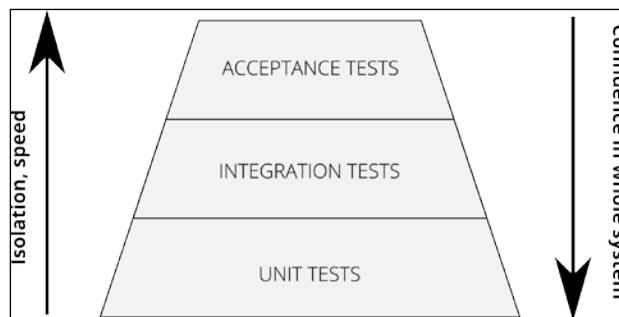 ACCEPTANCE TESTS
INTEGRATION TESTS
UNIT TESTS
Isolation, speed
Confidence in whole system